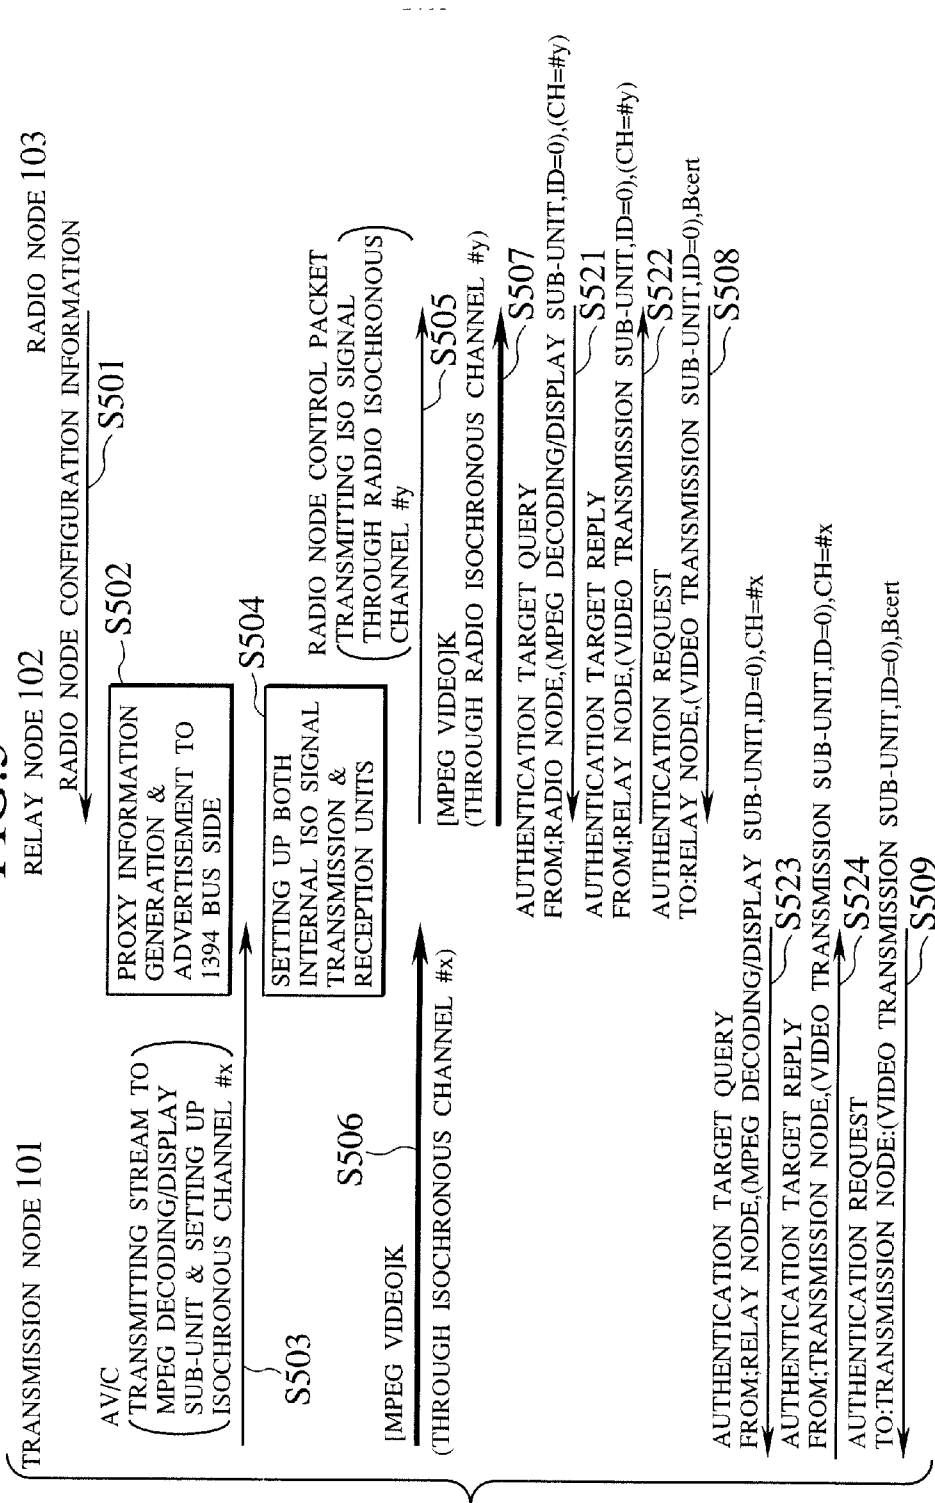 TRANSMISSION NODE 101
RELAY NODE 102
RADIO NODE 103
RADIO NODE CONFIGURATION INFORMATION
S501
PROXY INFORMATION
GENERATION &
ADVERTISEMENT TO
1394 BUS SIDE
S502
AV/C
TRANSMITTING STREAM TO
MPEG DECODING/DISPLAY
SUB-UNIT & SETTING UP
ISOCHRONOUS CHANNEL #x
S503
SETTING UP BOTH
INTERNAL ISO SIGNAL
TRANSMISSION &
RECEPTION UNITS
S504
RADIO NODE CONTROL PACKET
TRANSMITTING ISO SIGNAL
THROUGH RADIO ISOCHRONOUS
CHANNEL #y
S505
S506
[MPEG VIDEO]K
(THROUGH ISOCHRONOUS CHANNEL #x)
[MPEG VIDEO]K
(THROUGH RADIO ISOCHRONOUS CHANNEL #y)
S507
AUTHENTICATION TARGET QUERY
FROM;RADIO NODE,(MPEG DECODING/DISPLAY SUB-UNIT,ID=0),(CH=#y)
S521
AUTHENTICATION TARGET REPLY
FROM;RELAY NODE,(VIDEO TRANSMISSION SUB-UNIT,ID=0),(CH=#y)
S522
AUTHENTICATION REQUEST
TO:RELAY NODE,(VIDEO TRANSMISSION SUB-UNIT,ID=0),Bcert
S508
AUTHENTICATION TARGET QUERY
FROM;RELAY NODE,(MPEG DECODING/DISPLAY SUB-UNIT,ID=0),CH=#x
S523
AUTHENTICATION TARGET REPLY
FROM;TRANSMISSION NODE,(VIDEO TRANSMISSION SUB-UNIT,ID=0),CH=#x
S524
AUTHENTICATION REQUEST
TO:TRANSMISSION NODE:(VIDEO TRANSMISSION SUB-UNIT,ID=0),Bcert
S509